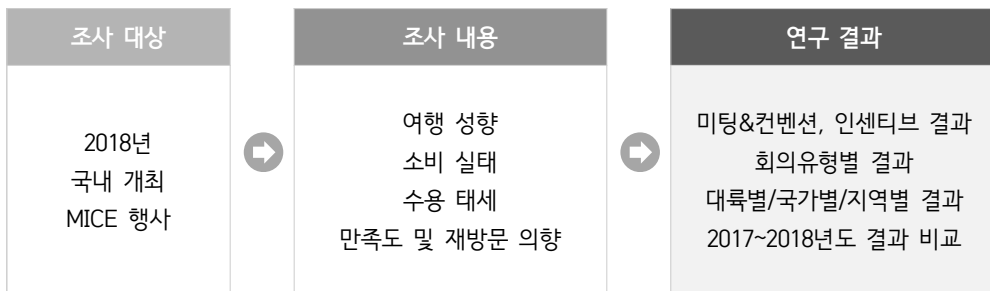 조사 대상
2018년
국내 개최
MICE 행사
조사 내용
여행 성향
소비 실태
수용 태세
만족도 및 재방문 의향
연구 결과
미팅&컨벤션, 인센티브 결과
회의유형별 결과
대륙별/국가별/지역별 결과
2017~2018년도 결과 비교